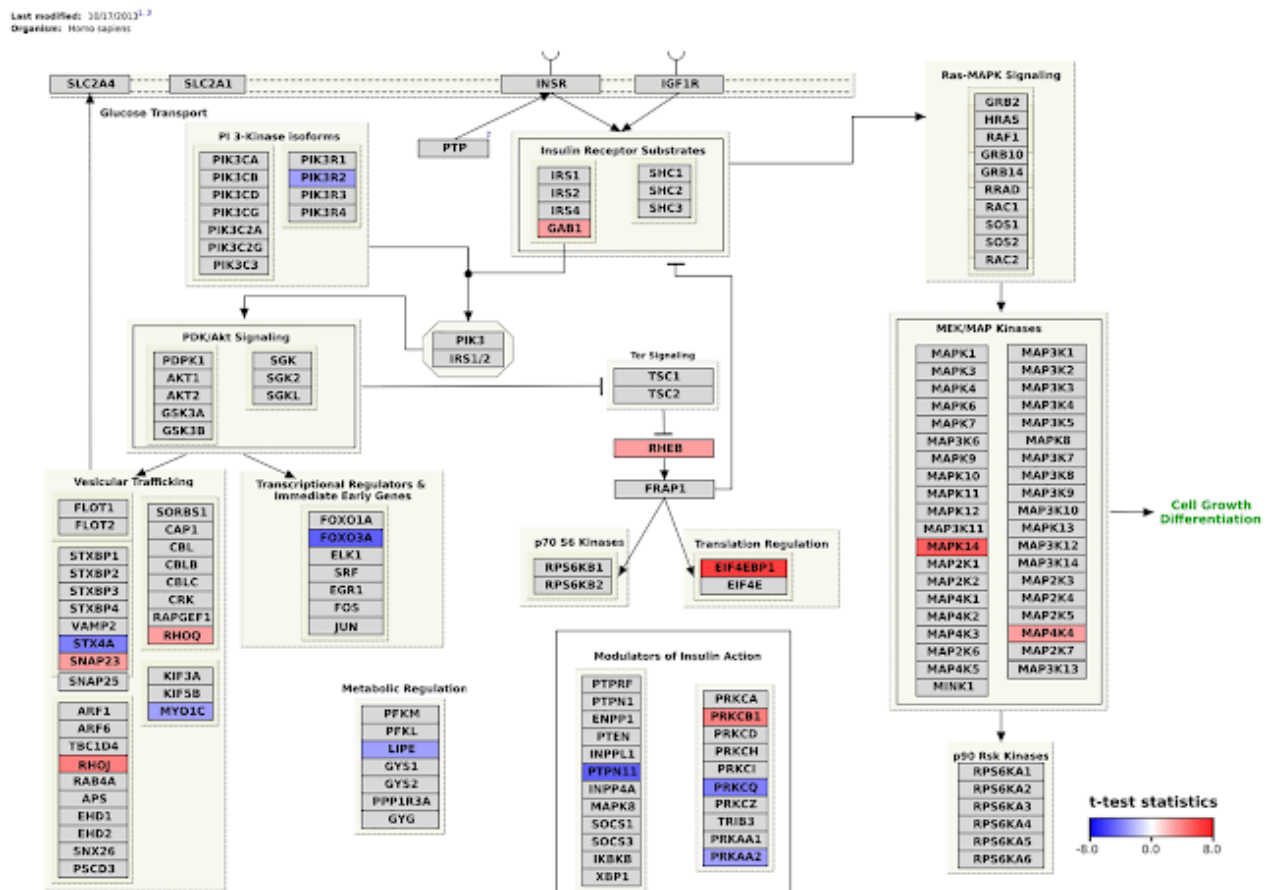 Last modified: 10/17/2013 1, 2
Organism: Homo sapiens
SLC2A4
SLC2A1
INSR
IGF1R
Glucose Transport
PTP
2
PI 3-Kinase isoforms
PIK3CA
PIK3CB
PIK3CD
PIK3CG
PIK3C2A
PIK3C2G
PIK3C3
PIK3R1
PIK3R2
PIK3R3
PIK3R4
Insulin Receptor Substrates
IRS1
IRS2
IRS4
GAB1
SHC1
SHC2
SHC3
Ras-MAPK Signaling
GRB2
HRAS
RAF1
GRB10
GRB14
RRAD
RAC1
SOS1
SOS2
RAC2
PDK/Akt Signaling
PDPK1
AKT1
AKT2
GSK3A
GSK3B
SGK
SGK2
SGKL
PIK3
IRS1/2
Tor Signaling
TSC1
TSC2
RHEB
FRAP1
MEK/MAP Kinases
MAPK1
MAPK3
MAPK4
MAPK6
MAPK7
MAP3K6
MAPK9
MAPK10
MAPK11
MAPK12
MAP3K11
MAPK14
MAP2K1
MAP2K2
MAP4K1
MAP4K2
MAP4K3
MAP2K6
MAP4K5
MINK1
MAP3K1
MAP3K2
MAP3K3
MAP3K4
MAP3K5
MAPK8
MAP3K7
MAP3K8
MAP3K9
MAP3K10
MAPK13
MAP3K12
MAP3K14
MAP2K3
MAP2K4
MAP2K5
MAP4K4
MAP2K7
MAP3K13
Cell Growth
Differentiation
Vesicular Trafficking
FLOT1
FLOT2
STXBP1
STXBP2
STXBP3
STXBP4
VAMP2
STX4A
SNAP23
SNAP25
ARF1
ARF6
TBC1D4
RHOJ
RAB4A
APS
EHD1
EHD2
SNX26
PSCD3
SORBS1
CAP1
CBL
CBLB
CBLC
CRK
RAPGEF1
RHOQ
KIF3A
KIF5B
MYO1C
Transcriptional Regulators &
Immediate Early Genes
FOXO1A
FOXO3A
ELK1
SRF
EGR1
FOS
JUN
p70 S6 Kinases
RPS6KB1
RPS6KB2
Translation Regulation
EIF4EBP1
EIF4E
Metabolic Regulation
PFKM
PFKL
LIPE
GYS1
GYS2
PPP1R3A
GYG
Modulators of Insulin Action
PTPRF
PTPN1
ENPP1
PTEN
INPPL1
PTPN11
INPP4A
MAPK8
SOCS1
SOCS3
IKBKB
XBP1
PRKCA
PRKCB1
PRKCD
PRKCH
PRKCI
PRKCQ
PRKCZ
TRIB3
PRKAA1
PRKAA2
p90 Rsk Kinases
RPS6KA1
RPS6KA2
RPS6KA3
RPS6KA4
RPS6KA5
RPS6KA6
t-test statistics
-8.0 0.0 8.0